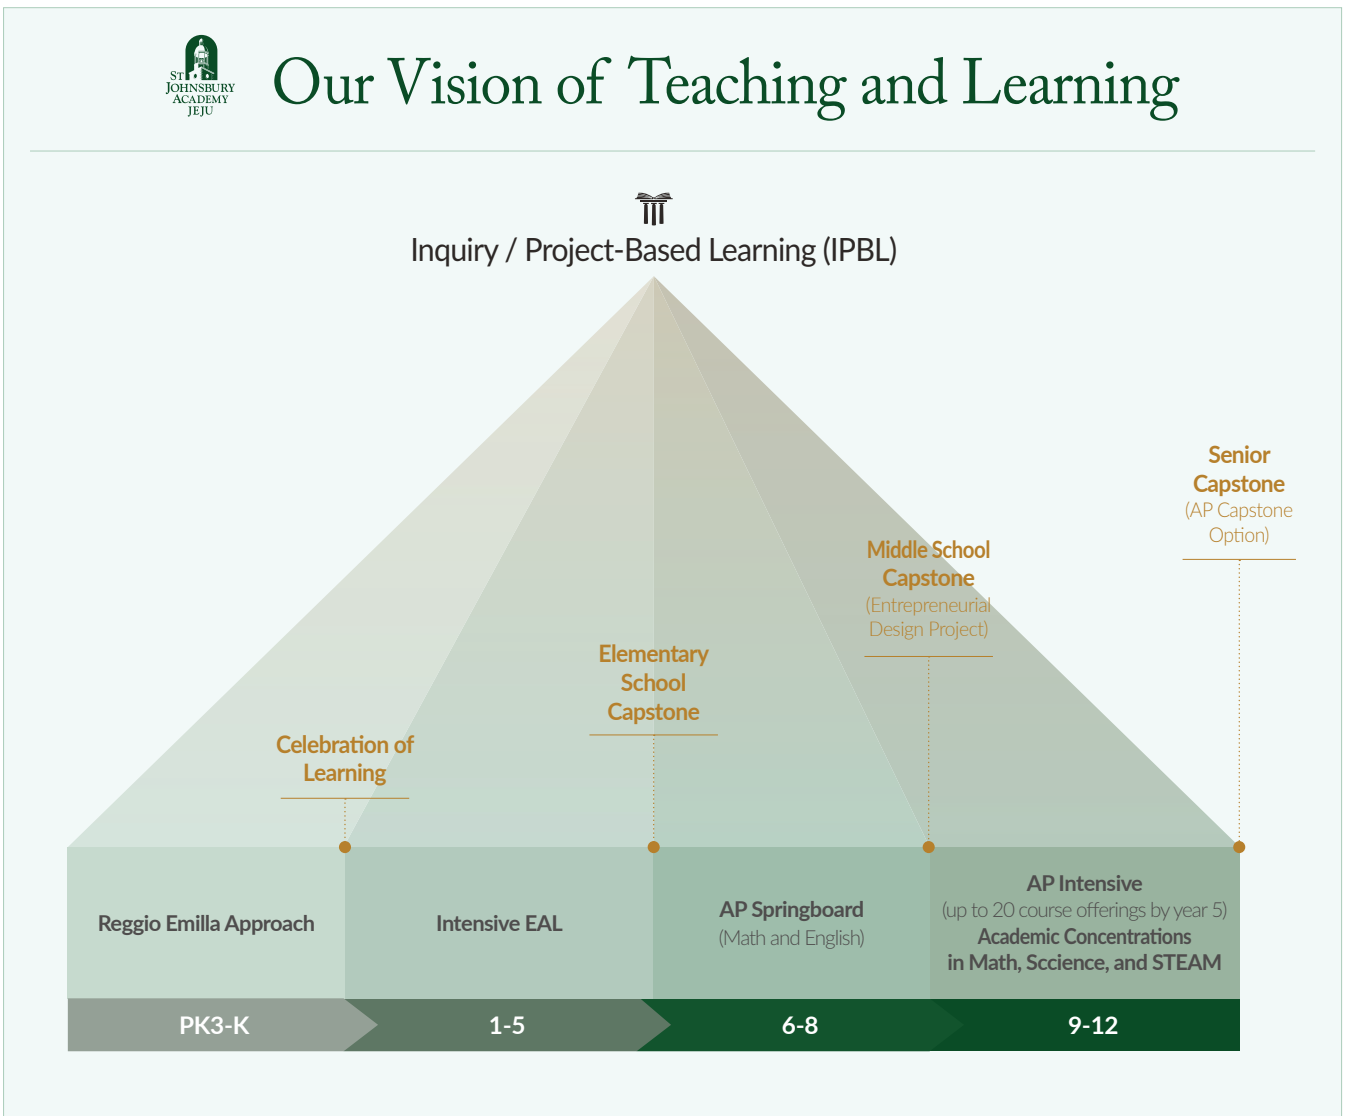 ST
JOHNSBURY
ACADEMY
JEJU
Our Vision of Teaching and Learning
Inquiry / Project-Based Learning (IPBL)
Senior
Capstone
(AP Capstone
Option)
Middle School
Capstone
(Entrepreneurial
Design Project)
Elementary
School
Capstone
Celebration of
Learning
Reggio Emilla Approach
Intensive EAL
AP Springboard
(Math and English)
AP Intensive
(up to 20 course offerings by year 5)
Academic Concentrations
in Math, Sccience, and STEAM
PK3-K
1-5
6-8
9-12